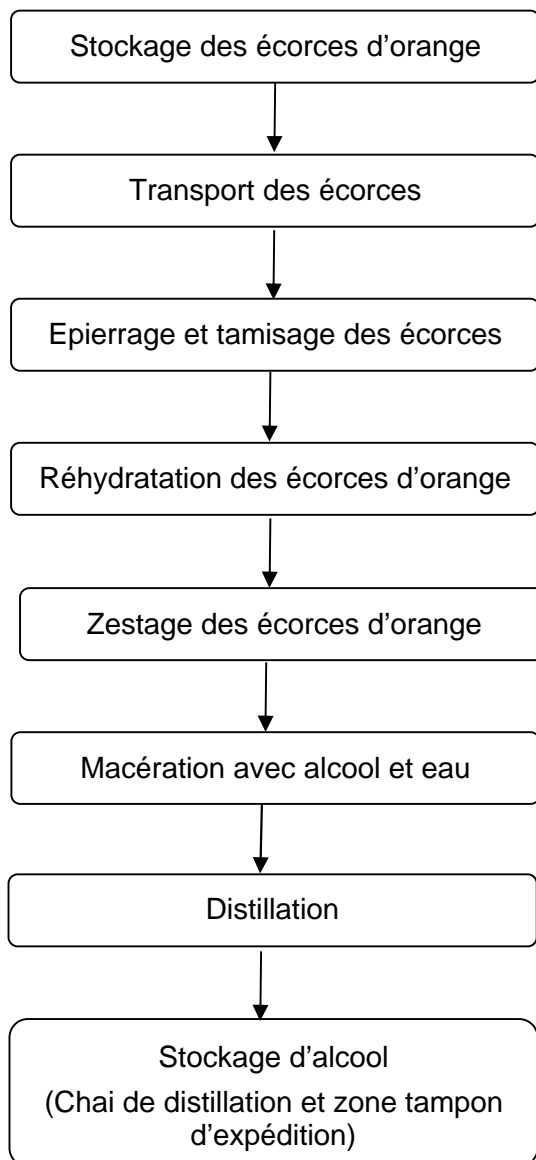 Stockage des écorces d’orange
Transport des écorces
Epierrage et tamisage des écorces
Réhydratation des écorces d’orange
Zestage des écorces d’orange
Macération avec alcool et eau
Distillation
Stockage d’alcool
(Chai de distillation et zone tampon
d’expédition)